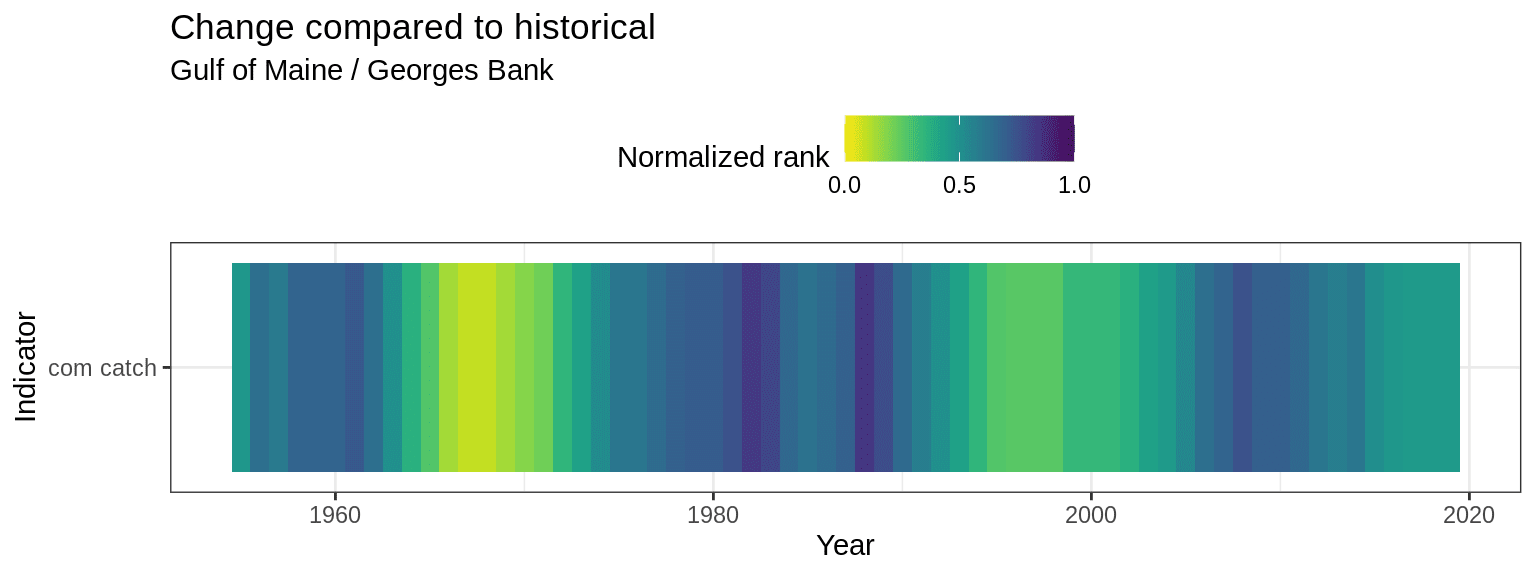 Change compared to historical
Gulf of Maine / Georges Bank
Normalized rank
0.0 0.5 1.0
Indicator
com catch
1960 1980 2000 2020
Year